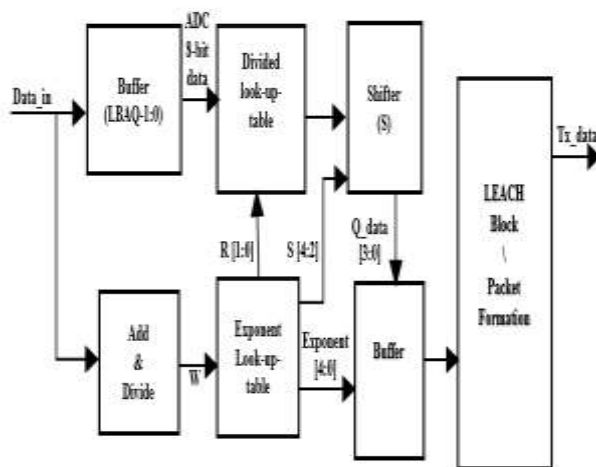 ADC
8-bit
data
Data_in
Buffer
(LBAQ-1:0)
Divided
look-up-
table
Shifter
(S)
Tx_data
LEACH
Block
\
Packet
Formation
R [1:0]
S [4:2]
Q_data
[3:0]
Add
&
Divide
W
Exponent
Look-up-
table
Exponent
[4:0]
Buffer